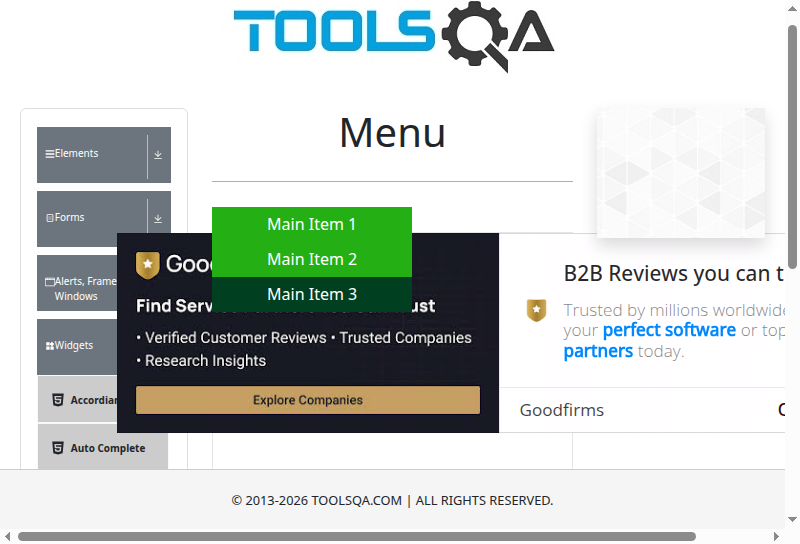 TOOLSQA
Menu
Elements
Forms
Alerts, Frame
Windows
Widgets
Accordian
Auto Complete
Main Item 1
Main Item 2
Main Item 3
Goo
Find Serv
ust
• Verified Customer Reviews • Trusted Companies
• Research Insights
Explore Companies
B2B Reviews you can t
Trusted by millions worldwide
your perfect software or top
partners today.
Goodfirms
© 2013-2026 TOOLSQA.COM | ALL RIGHTS RESERVED.